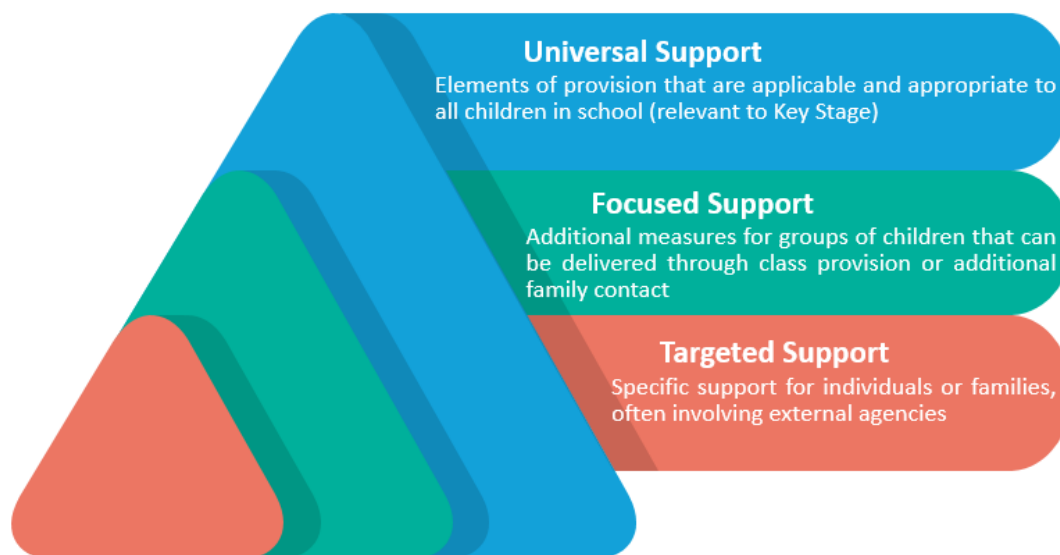 Universal Support
Elements of provision that are applicable and appropriate to
all children in school (relevant to Key Stage)
Focused Support
Additional measures for groups of children that can
be delivered through class provision or additional
family contact
Targeted Support
Specific support for individuals or families,
often involving external agencies